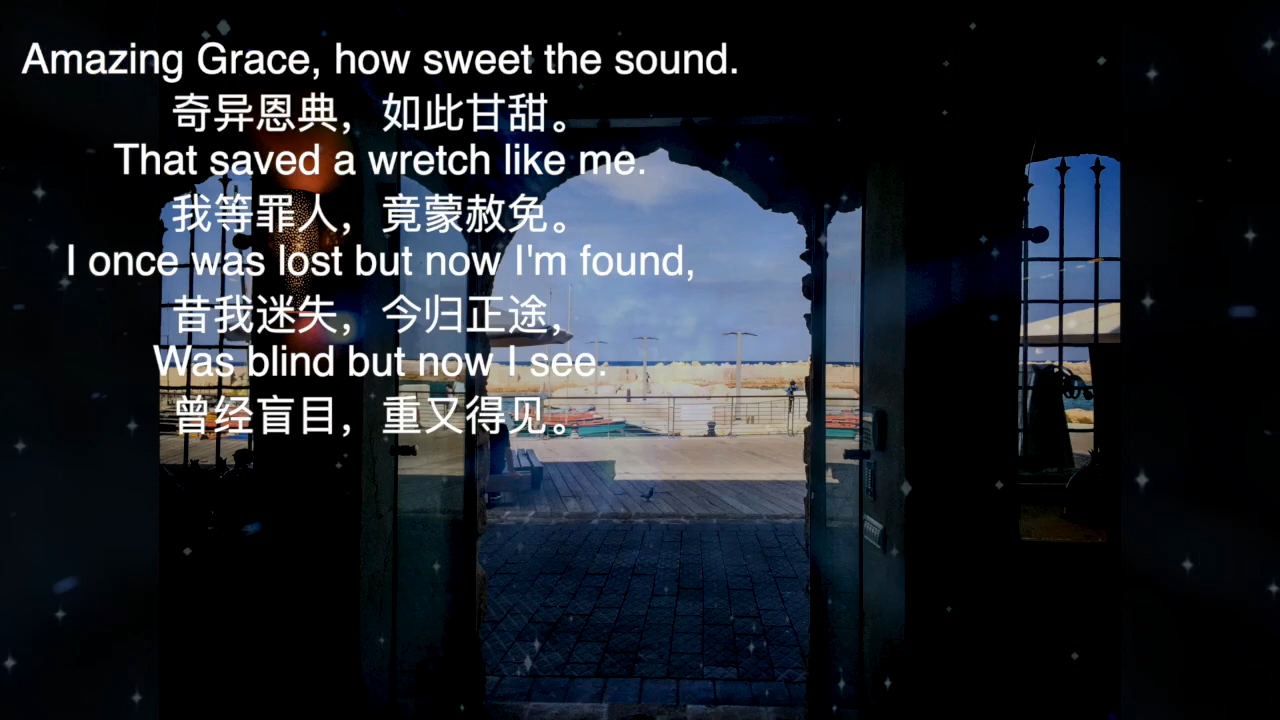 Amazing Grace, how sweet the sound.
奇异恩典，如此甘甜。
That saved a wretch like me.
我等罪人，竟蒙赦免。
I once was lost but now I'm found,
昔我迷失，今归正途，
Was blind but now I see.
曾经盲目，重又得见。